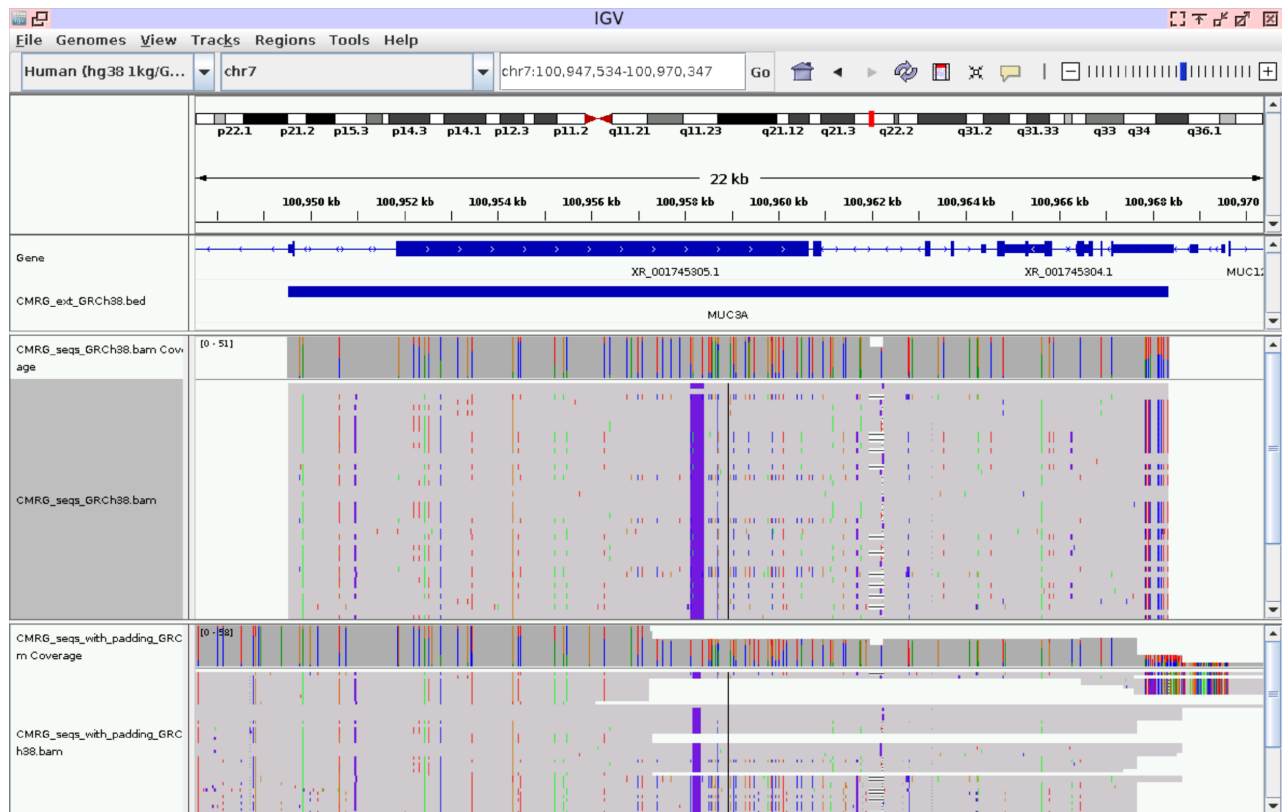 IGV
File Genomes View Tracks Regions Tools Help
Human (hg38 1kg/G... chr7 chr7:100,947,534-100,970,347 Go
p22.1 p21.2 p15.3 p14.3 p14.1 p12.3 p11.2 q11.21 q11.23 q21.12 q21.3 q22.2 q31.2 q31.33 q33 q34 q36.1
22 kb
100,950 kb 100,952 kb 100,954 kb 100,956 kb 100,958 kb 100,960 kb 100,962 kb 100,964 kb 100,966 kb 100,968 kb 100,970
Gene
XR_001745305.1 XR_001745304.1 MUC12
CMRG_ext_GRCh38.bed
MUC3A
CMRG_seqs_GRCh38.bam Cov
age
[0 - 51]
CMRG_seqs_GRCh38.bam
CMRG_seqs_with_padding_GRC
m Coverage
[0 - 58]
CMRG_seqs_with_padding_GRC
h38.bam